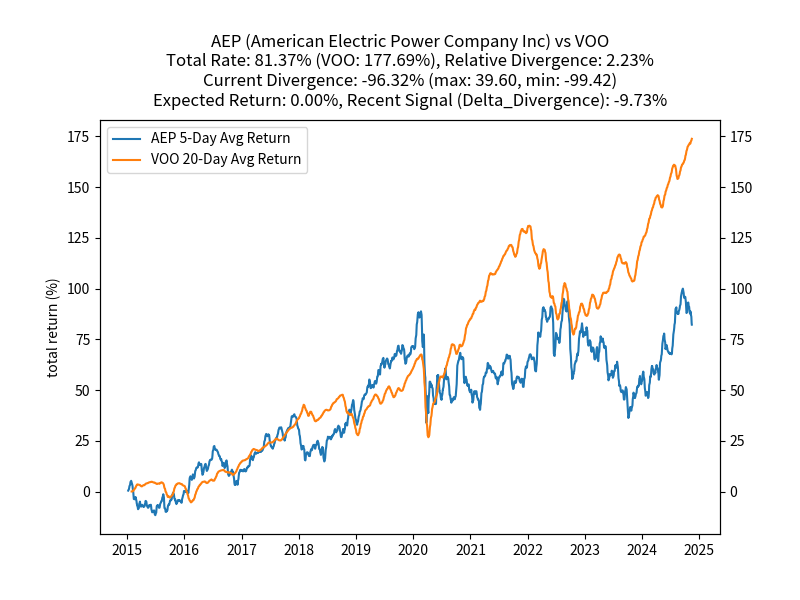 AEP (American Electric Power Company Inc) vs VOO
Total Rate: 81.37% (VOO: 177.69%), Relative Divergence: 2.23%
Current Divergence: -96.32% (max: 39.60, min: -99.42)
Expected Return: 0.00%, Recent Signal (Delta_Divergence): -9.73%
AEP 5-Day Avg Return
VOO 20-Day Avg Return
total return (%)
175 175
150 150
125 125
100 100
75 75
50 50
25 25
0 0
2015 2016 2017 2018 2019 2020 2021 2022 2023 2024 2025